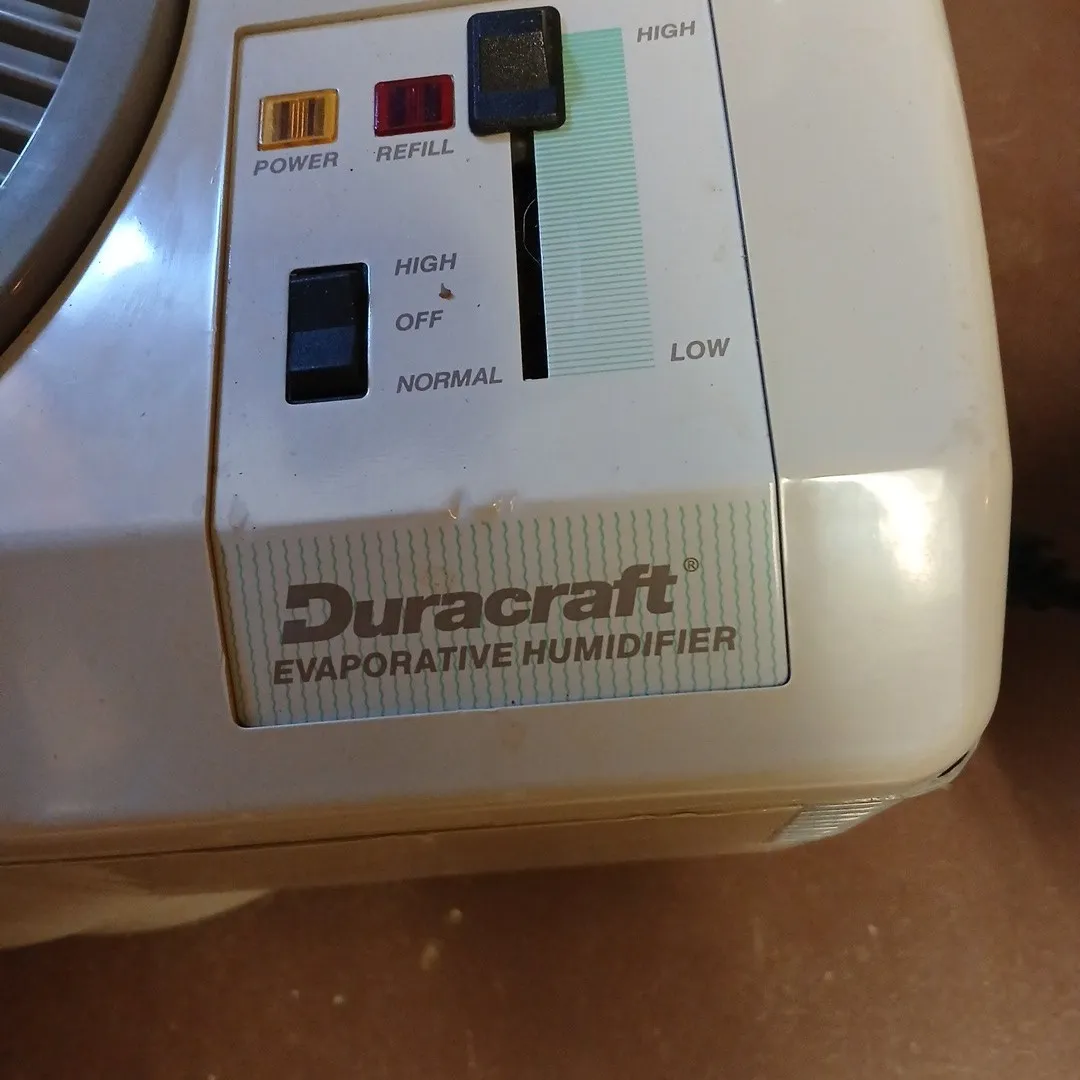 HIGH
POWER
REFILL
HIGH
OFF
NORMAL
LOW
Duracraft®
EVAPORATIVE HUMIDIFIER